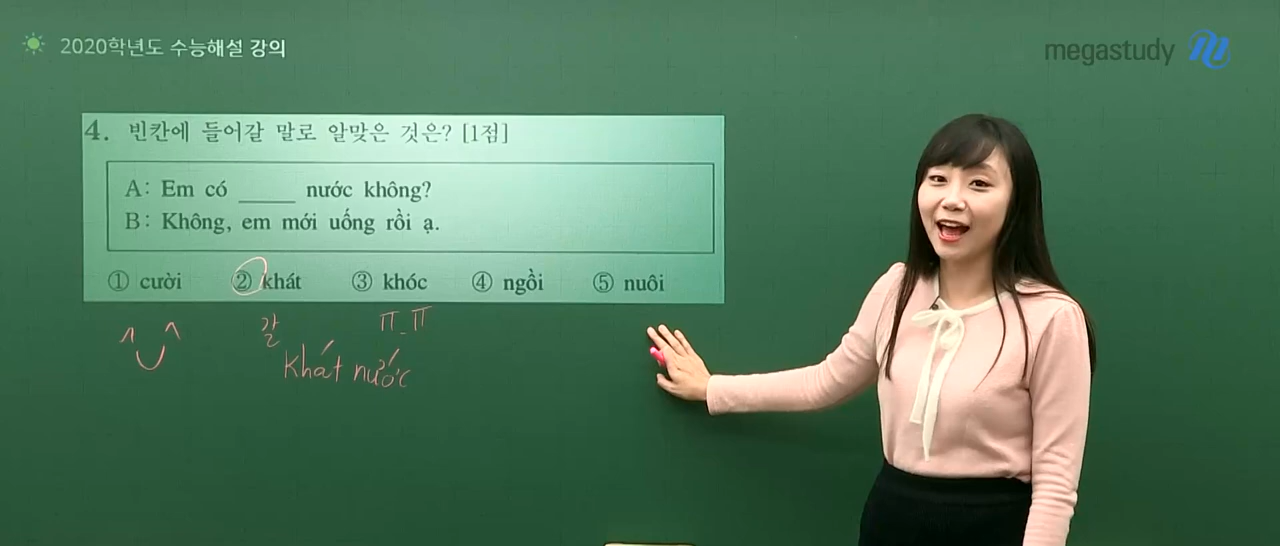 2020학년도 수능해설 강의
megastudy
4. 빈칸에 들어갈 말로 알맞은 것은? [1점]
A: Em có _____ nước không?
B: Không, em mới uống rồi ạ.
① cười ② khát ③ khóc ④ ngồi ⑤ nuôi
갈 ㅠ-ㅠ
khát nước